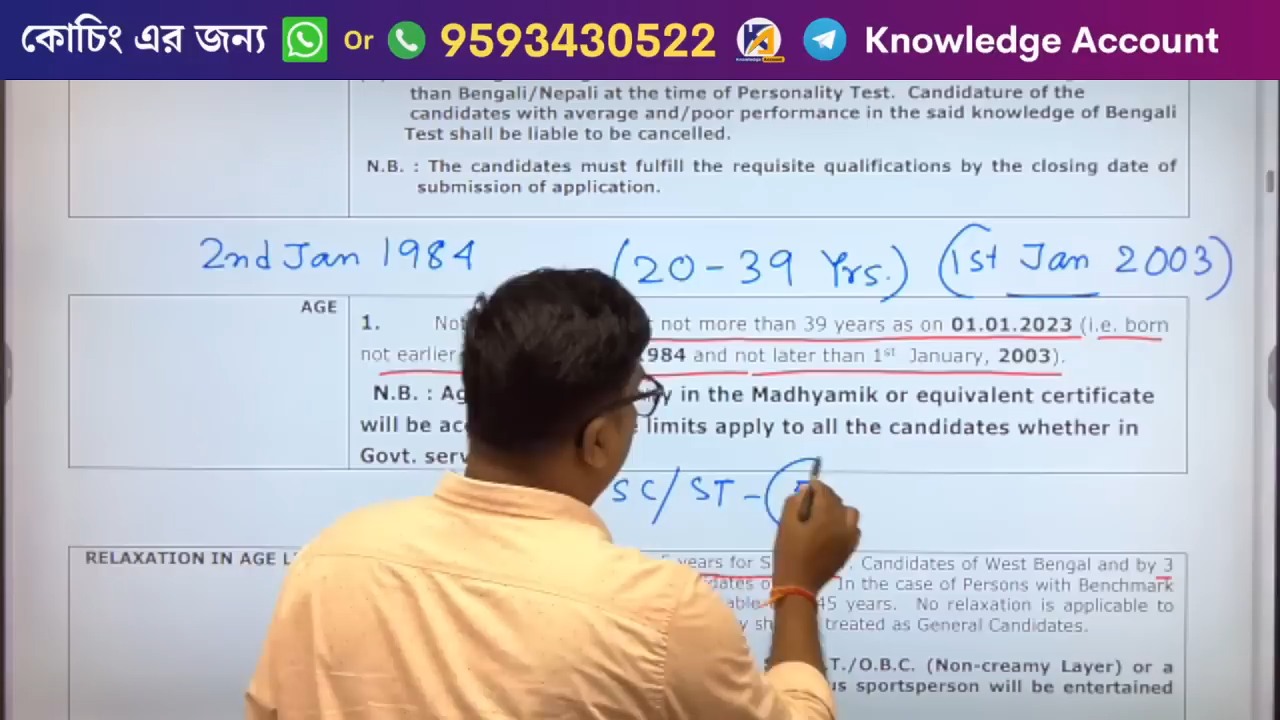 কোচিং এর জন্য Or 9593430522 Knowledge Account
Knowledge Account
than Bengali/Nepali at the time of Personality Test. Candidature of the
candidates with average and/poor performance in the said knowledge of Bengali
Test shall be liable to be cancelled.
N.B. : The candidates must fulfill the requisite qualifications by the closing date of
submission of application.
2nd Jan 1984 (20-39 Yrs.) (1st Jan 2003)
AGE
1. not more than 39 years as on 01.01.2023 (i.e. born
not earlier 1984 and not later than 1st January, 2003).
N.B. : in the Madhyamik or equivalent certificate
will be limits apply to all the candidates whether in
Govt.
SC/ST-
RELAXATION IN AGE
years for Candidates of West Bengal and by 3
In the case of Persons with Benchmark
45 years. No relaxation is applicable to
treated as General Candidates.
T./O.B.C. (Non-creamy Layer) or a
sportsperson will be entertained